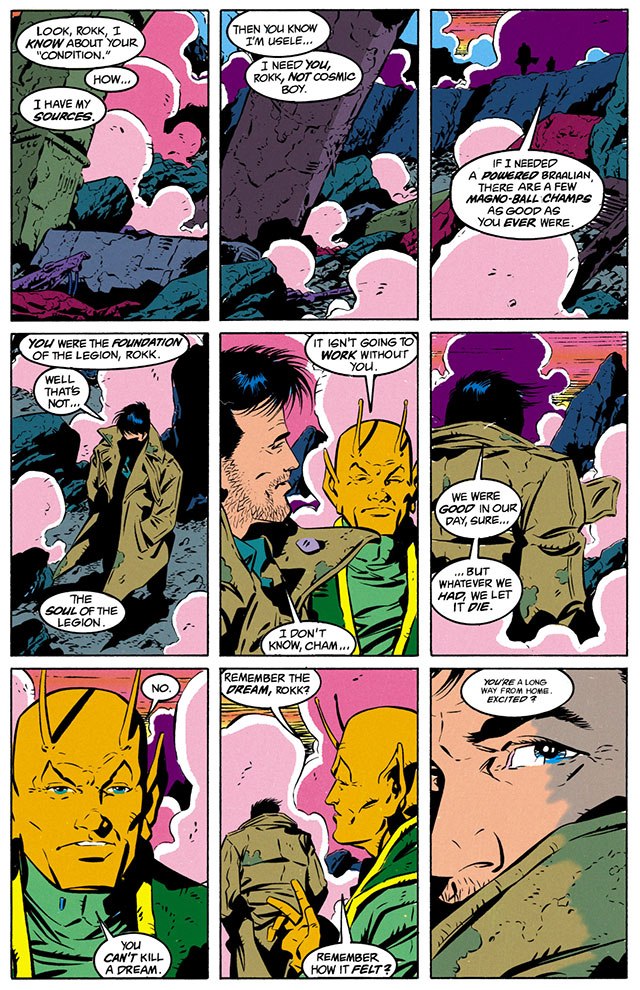 LOOK, ROKK, I
KNOW ABOUT YOUR
"CONDITION."
HOW...
I HAVE MY
SOURCES.
THEN YOU KNOW
I'M USELE...
I NEED YOU,
ROKK, NOT COSMIC
BOY.
IF I NEEDED
A POWERED BRAALIAN,
THERE ARE A FEW
MAGNO-BALL CHAMPS
AS GOOD AS
YOU EVER WERE.
YOU WERE THE FOUNDATION
OF THE LEGION, ROKK.
WELL
THAT'S
NOT...
THE
SOUL OF THE
LEGION.
IT ISN'T GOING TO
WORK WITHOUT
YOU.
I DON'T
KNOW, CHAM...
WE WERE
GOOD IN OUR
DAY, SURE...
...BUT
WHATEVER WE
HAD, WE LET
IT DIE.
NO.
YOU
CAN'T KILL
A DREAM.
REMEMBER THE
DREAM, ROKK?
REMEMBER
HOW IT FELT?
YOU'RE A LONG
WAY FROM HOME.
EXCITED?